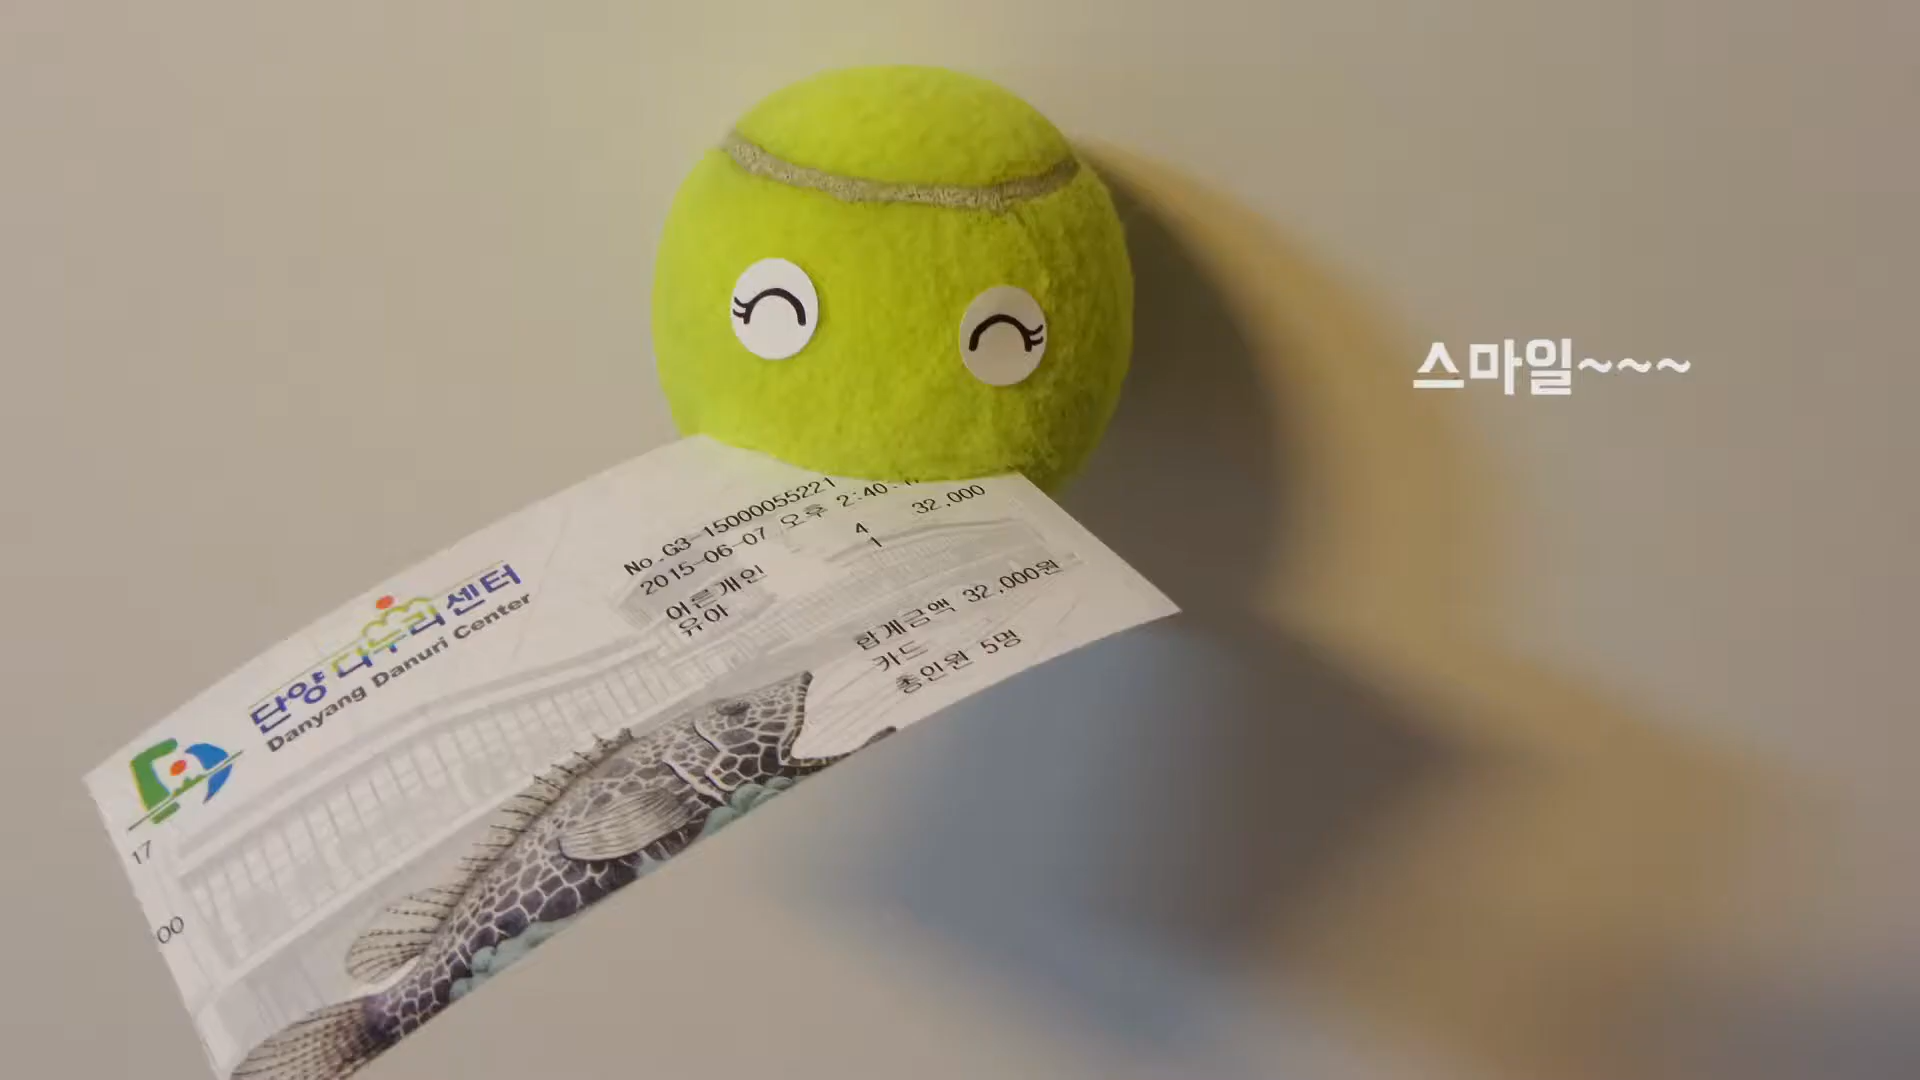 스마일~~~
No.G3-15000055221
2015-06-07 오후 2:40:
어른개인 4 32,000
유아 1
합계금액 32,000원
카드
총인원 5명
단양 다누리센터
Danyang Danuri Center
17
00